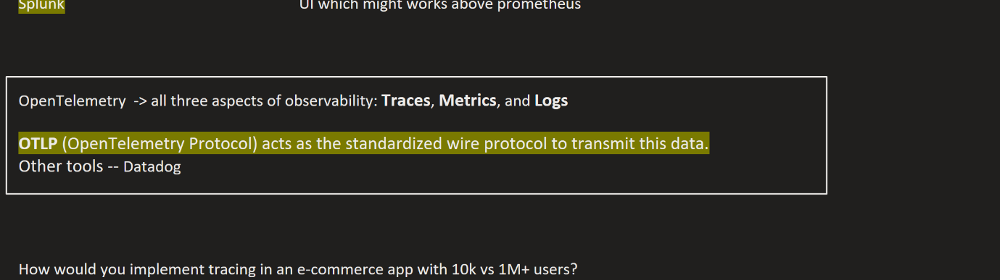 Splunk UI which might works above prometheus
OpenTelemetry -> all three aspects of observability: Traces, Metrics, and Logs
OTLP (OpenTelemetry Protocol) acts as the standardized wire protocol to transmit this data.
Other tools -- Datadog
How would you implement tracing in an e-commerce app with 10k vs 1M+ users?